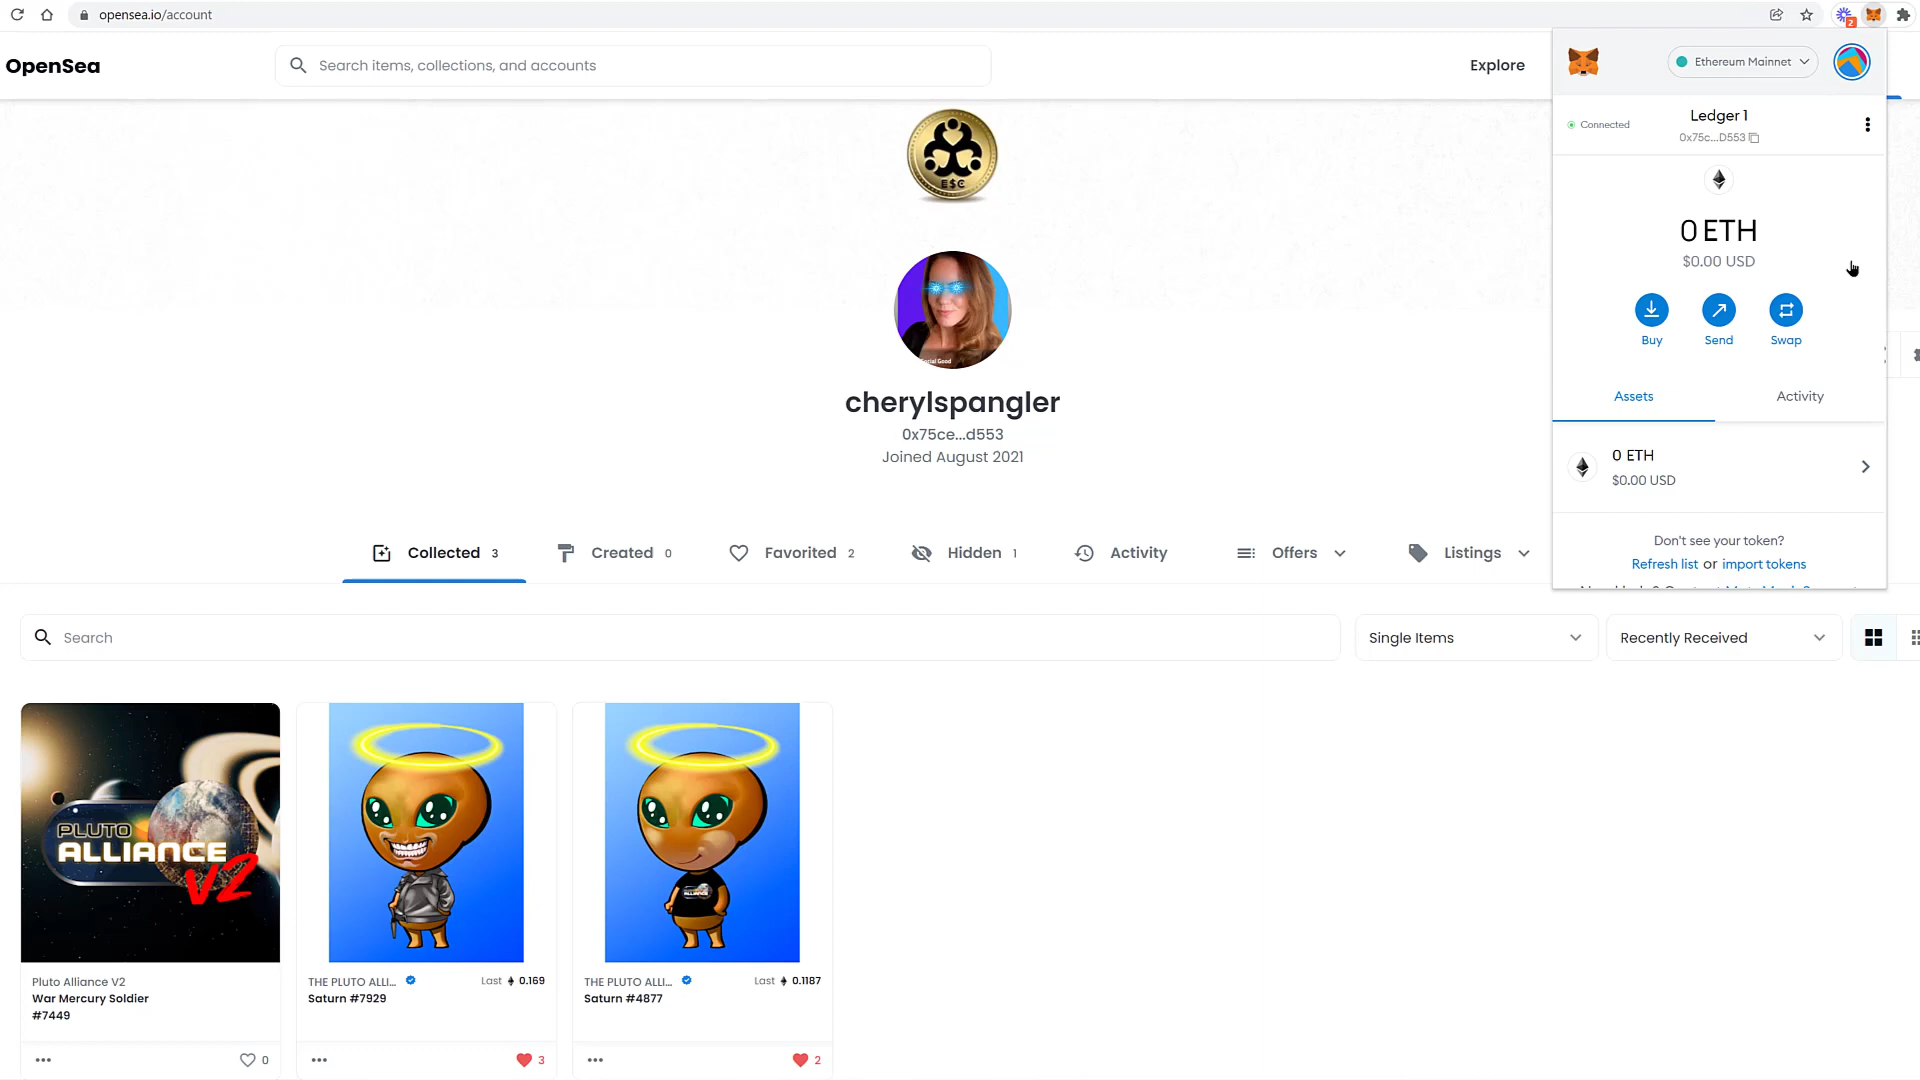 opensea.io/account
2
OpenSea
Search items, collections, and accounts
Explore
Ethereum Mainnet
Connected
Ledger 1
0x75c...D553
0 ETH
$0.00 USD
Buy
Send
Swap
Assets
Activity
0 ETH
$0.00 USD
Don't see your token?
Refresh list or import tokens
E$C
Social Good
cherylspangler
0x75ce...d553
Joined August 2021
Collected 3
Created 0
Favorited 2
Hidden 1
Activity
Offers
Listings
Search
Single Items
Recently Received
PLUTO
ALLIANCE
V2
ALLIANCE
Pluto Alliance V2
War Mercury Soldier
#7449
0
THE PLUTO ALLI...
Last 0.169
Saturn #7929
3
THE PLUTO ALLI...
Last 0.1187
Saturn #4877
2